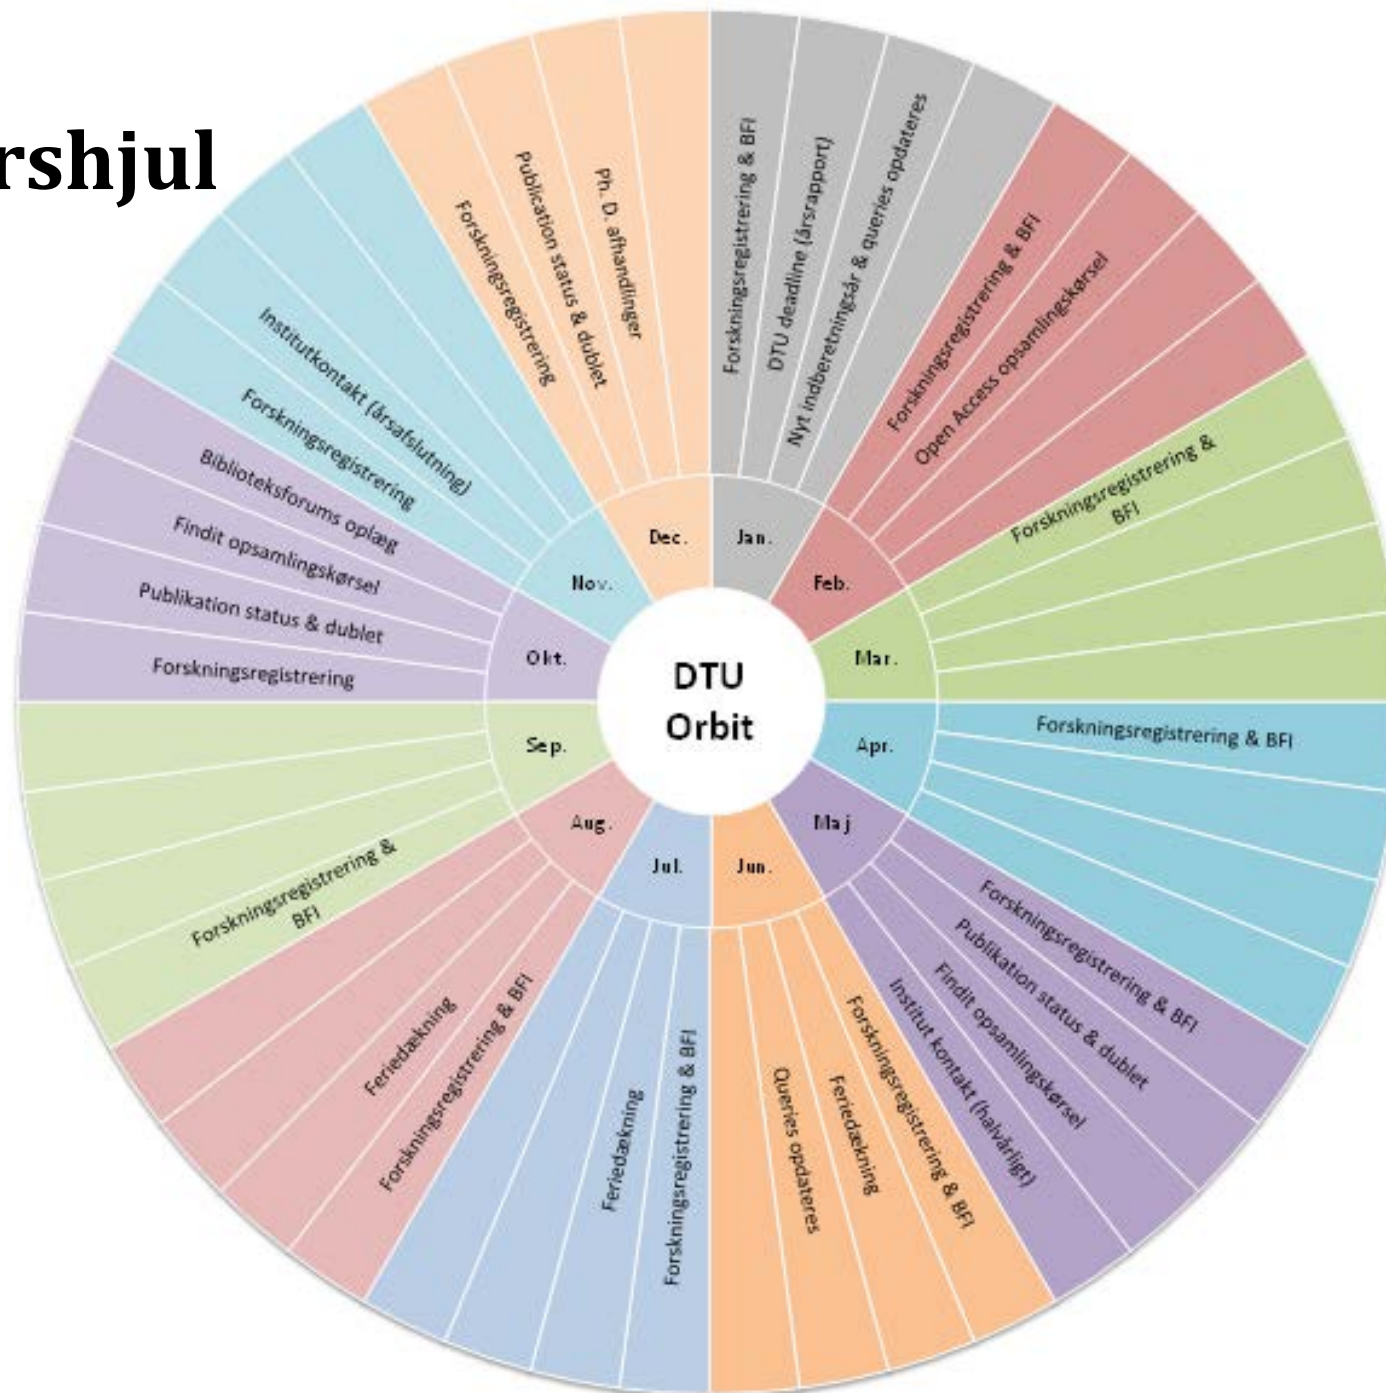 rshjul
DTU
Orbit
Jan.
Forskningsregistrering & BFI
DTU deadline (årsrapport)
Nyt indberetningsår & queries opdateres
Feb.
Forskningsregistrering & BFI
Open Access opsamlingskørsel
Mar.
Forskningsregistrering &
BFI
Apr.
Forskningsregistrering & BFI
Maj
Forskningsregistrering & BFI
Publikation status & dublet
Findit opsamlingskørsel
Institut kontakt (halvårligt)
Jun.
Forskningsregistrering & BFI
Feriedækning
Queries opdateres
Jul.
Forskningsregistrering & BFI
Feriedækning
Aug.
Forskningsregistrering & BFI
Feriedækning
Sep.
Forskningsregistrering &
BFI
Okt.
Forskningsregistrering
Publikation status & dublet
Findit opsamlingskørsel
Biblioteksforums oplæg
Nov.
Forskningsregistrering
Institutkontakt (årsafslutning)
Dec.
Forskningsregistrering
Publication status & dublet
Ph. D. afhandlinger